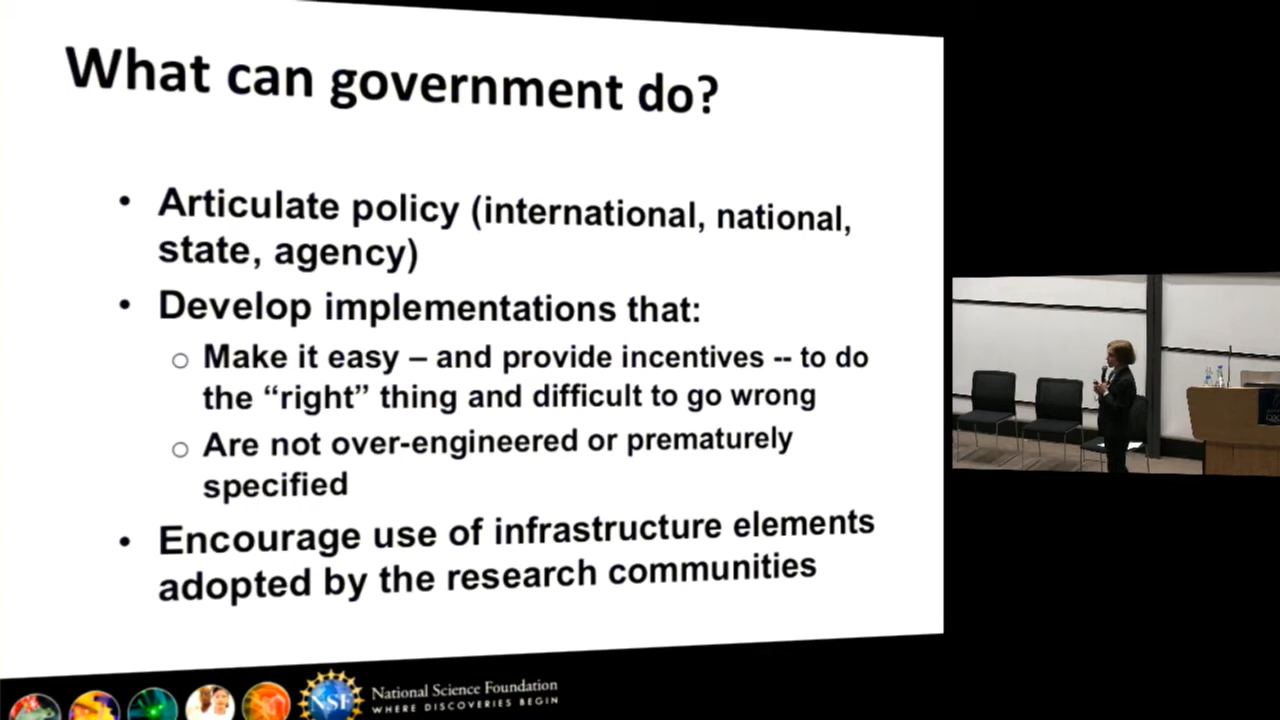 What can government do?
• Articulate policy (international, national,
state, agency)
• Develop implementations that:
○ Make it easy – and provide incentives -- to do
the “right” thing and difficult to go wrong
○ Are not over-engineered or prematurely
specified
• Encourage use of infrastructure elements
adopted by the research communities
NSF
National Science Foundation
WHERE DISCOVERIES BEGIN